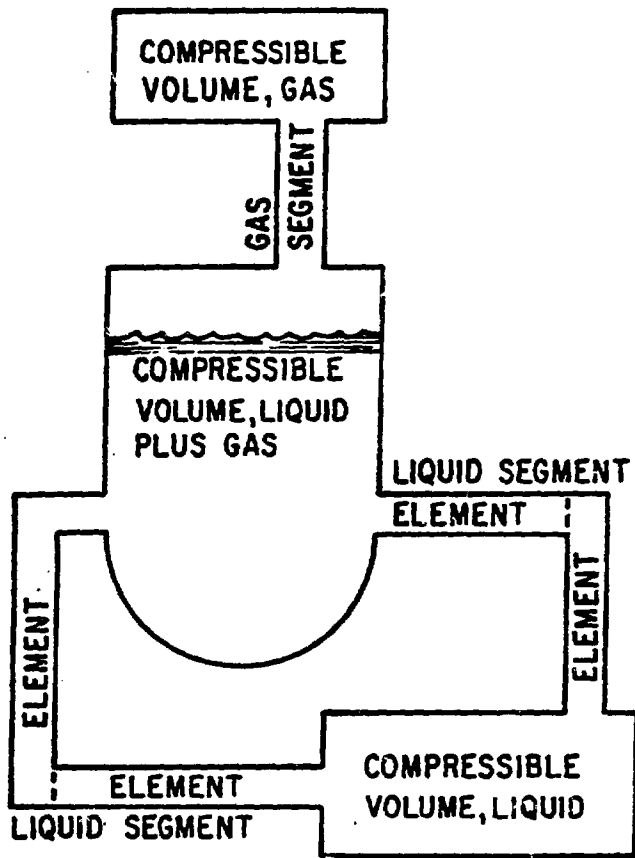 COMPRESSIBLE
VOLUME, GAS
GAS
SEGMENT
COMPRESSIBLE
VOLUME, LIQUID
PLUS GAS
LIQUID SEGMENT
ELEMENT
ELEMENT
ELEMENT
ELEMENT
COMPRESSIBLE
VOLUME, LIQUID
LIQUID SEGMENT